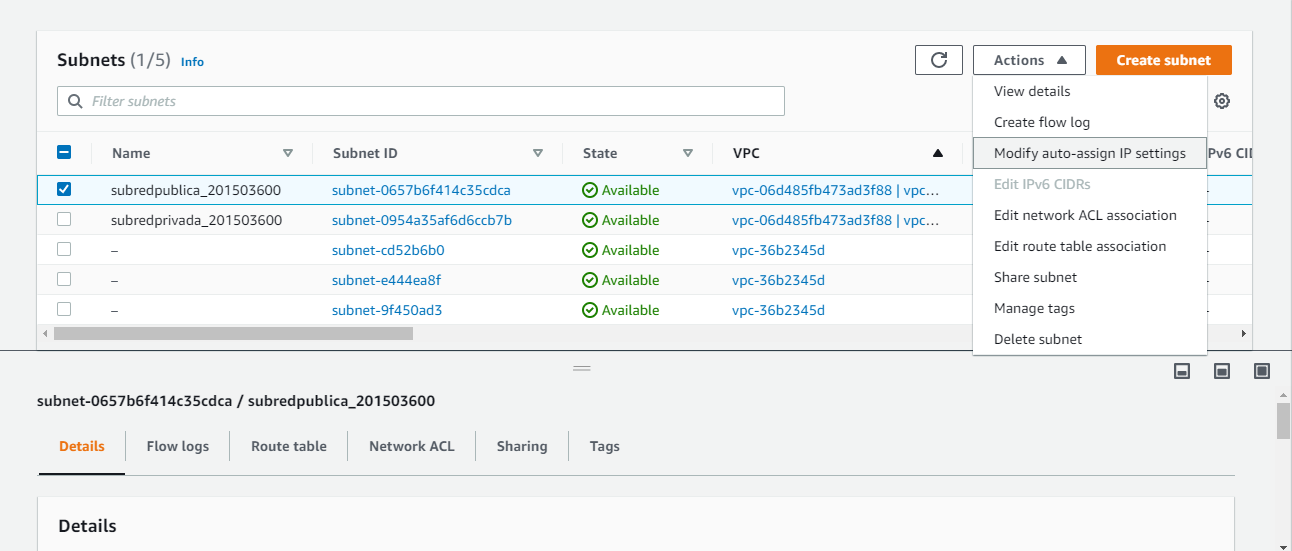 Subnets (1/5) Info
Actions
Create subnet
Filter subnets
View details
Create flow log
Modify auto-assign IP settings
Edit IPv6 CIDRs
Edit network ACL association
Edit route table association
Share subnet
Manage tags
Delete subnet
Name Subnet ID State VPC Pv6 CID
subredpublica_201503600 subnet-0657b6f414c35cdca Available vpc-06d485fb473ad3f88 | vpc... –
subredprivada_201503600 subnet-0954a35af6d6ccb7b Available vpc-06d485fb473ad3f88 | vpc... –
– subnet-cd52b6b0 Available vpc-36b2345d –
– subnet-e444ea8f Available vpc-36b2345d –
– subnet-9f450ad3 Available vpc-36b2345d –
subnet-0657b6f414c35cdca / subredpublica_201503600
Details Flow logs Route table Network ACL Sharing Tags
Details